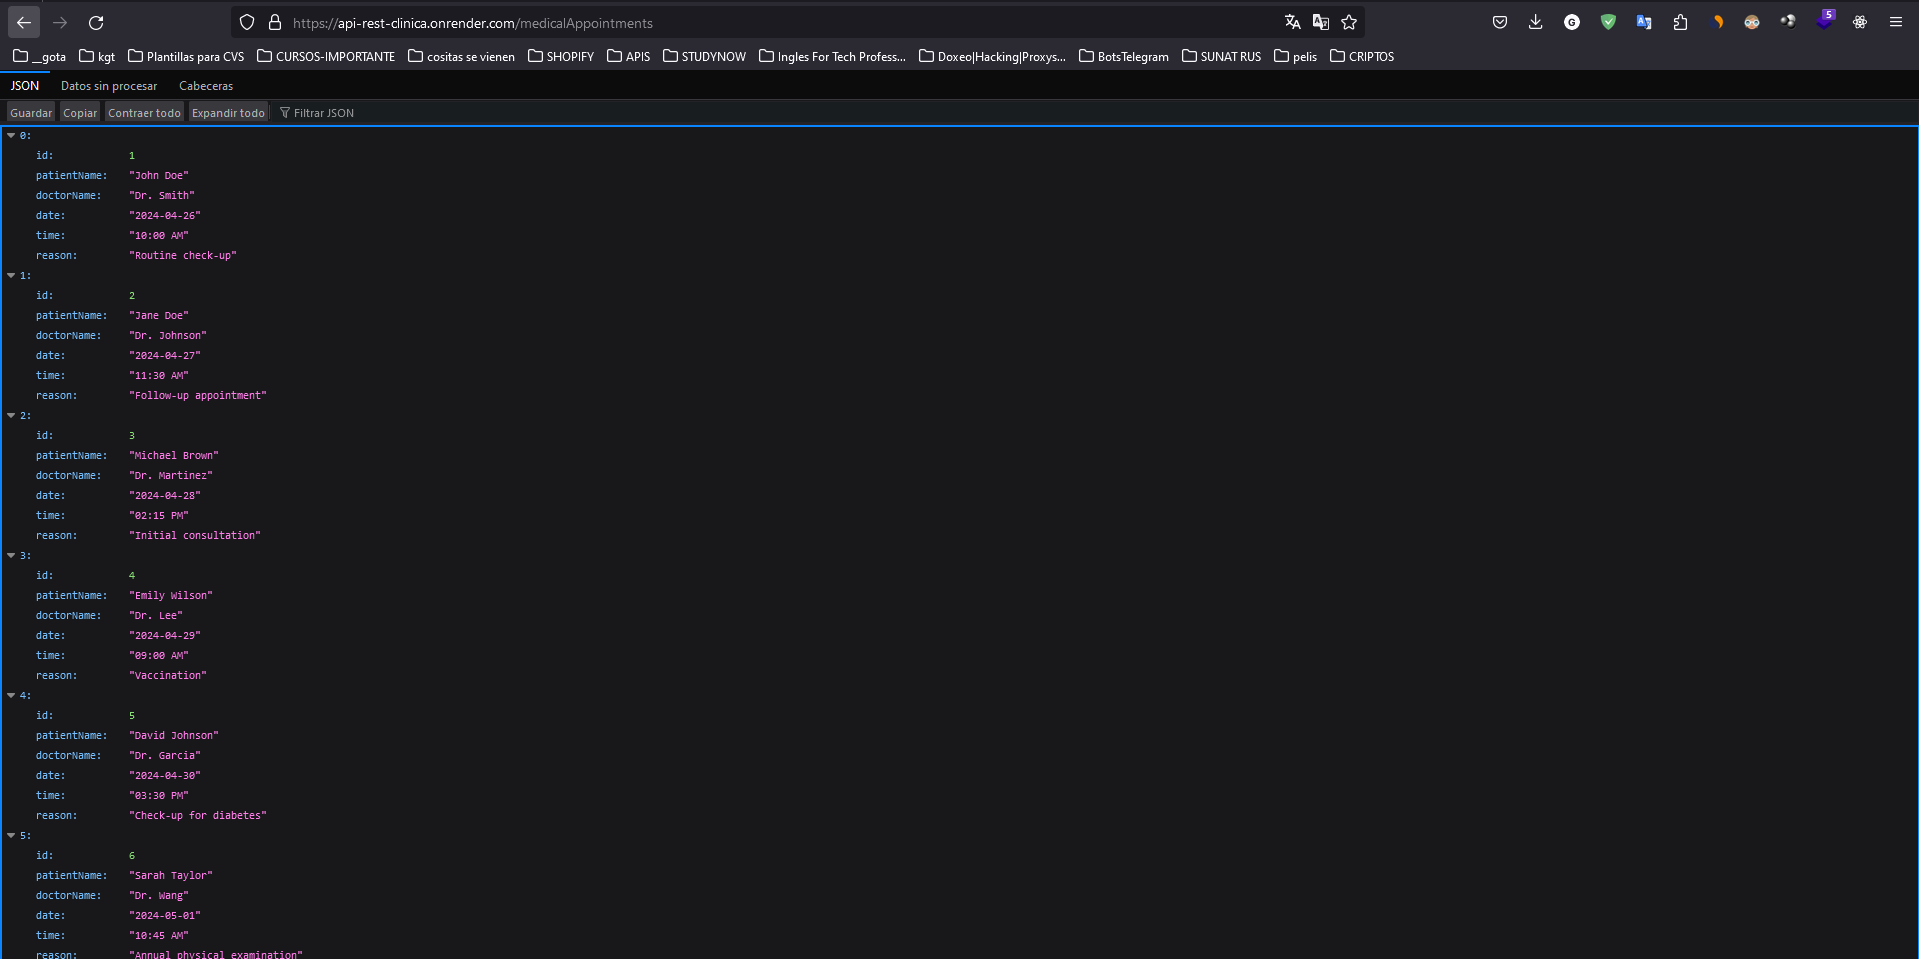 https://api-rest-clinica.onrender.com/medicalAppointments
5
__gota kgt Plantillas para CVS CURSOS-IMPORTANTE cositas se vienen SHOPIFY APIS STUDYNOW Ingles For Tech Profess... Doxeo|Hacking|Proxys... BotsTelegram SUNAT RUS pelis CRIPTOS
JSON Datos sin procesar Cabeceras
Guardar Copiar Contraer todo Expandir todo Filtrar JSON
0:
id: 1
patientName: "John Doe"
doctorName: "Dr. Smith"
date: "2024-04-26"
time: "10:00 AM"
reason: "Routine check-up"
1:
id: 2
patientName: "Jane Doe"
doctorName: "Dr. Johnson"
date: "2024-04-27"
time: "11:30 AM"
reason: "Follow-up appointment"
2:
id: 3
patientName: "Michael Brown"
doctorName: "Dr. Martinez"
date: "2024-04-28"
time: "02:15 PM"
reason: "Initial consultation"
3:
id: 4
patientName: "Emily Wilson"
doctorName: "Dr. Lee"
date: "2024-04-29"
time: "09:00 AM"
reason: "Vaccination"
4:
id: 5
patientName: "David Johnson"
doctorName: "Dr. Garcia"
date: "2024-04-30"
time: "03:30 PM"
reason: "Check-up for diabetes"
5:
id: 6
patientName: "Sarah Taylor"
doctorName: "Dr. Wang"
date: "2024-05-01"
time: "10:45 AM"
reason: "Annual physical examination"